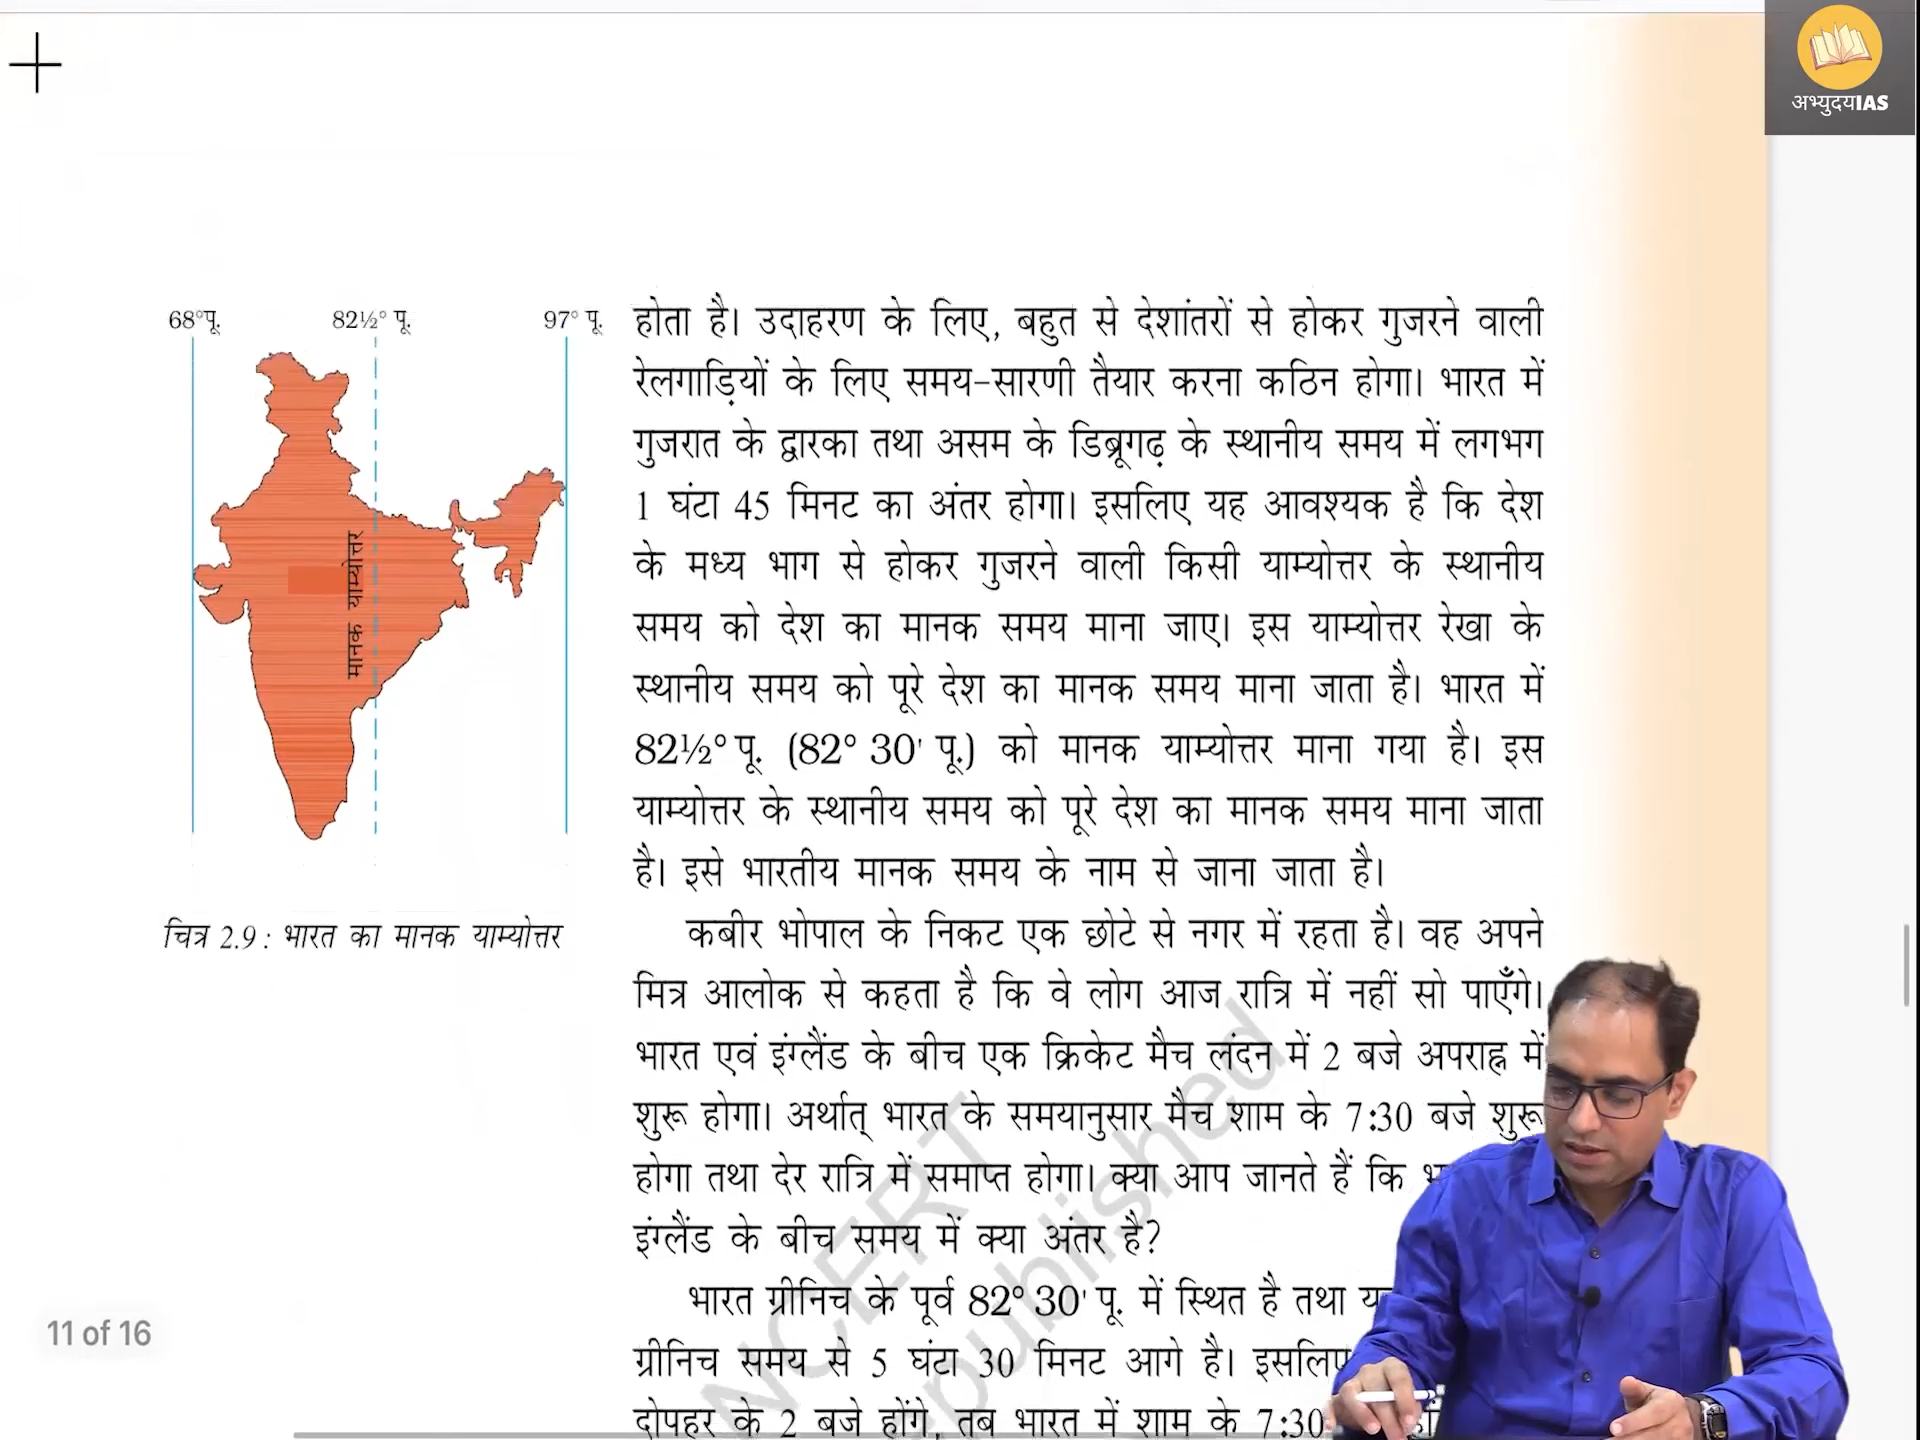 अभ्युदयIAS
68°पू. 82½° पू. 97° पू.
मानक याम्योत्तर
चित्र 2.9 : भारत का मानक याम्योत्तर
होता है। उदाहरण के लिए, बहुत से देशांतरों से होकर गुजरने वाली
रेलगाड़ियों के लिए समय-सारणी तैयार करना कठिन होगा। भारत में
गुजरात के द्वारका तथा असम के डिब्रूगढ़ के स्थानीय समय में लगभग
1 घंटा 45 मिनट का अंतर होगा। इसलिए यह आवश्यक है कि देश
के मध्य भाग से होकर गुजरने वाली किसी याम्योत्तर के स्थानीय
समय को देश का मानक समय माना जाए। इस याम्योत्तर रेखा के
स्थानीय समय को पूरे देश का मानक समय माना जाता है। भारत में
82½° पू. (82° 30' पू.) को मानक याम्योत्तर माना गया है। इस
याम्योत्तर के स्थानीय समय को पूरे देश का मानक समय माना जाता
है। इसे भारतीय मानक समय के नाम से जाना जाता है।
कबीर भोपाल के निकट एक छोटे से नगर में रहता है। वह अपने
मित्र आलोक से कहता है कि वे लोग आज रात्रि में नहीं सो पाएँगे।
भारत एवं इंग्लैंड के बीच एक क्रिकेट मैच लंदन में 2 बजे अपराह्न में
शुरू होगा। अर्थात् भारत के समयानुसार मैच शाम के 7:30 बजे शुरू
होगा तथा देर रात्रि में समाप्त होगा। क्या आप जानते हैं कि
इंग्लैंड के बीच समय में क्या अंतर है?
भारत ग्रीनिच के पूर्व 82° 30' पू. में स्थित है तथा
ग्रीनिच समय से 5 घंटा 30 मिनट आगे है। इसलिए
दोपहर के 2 बजे होंगे, तब भारत में शाम के 7:30
NCERT
published
11 of 16